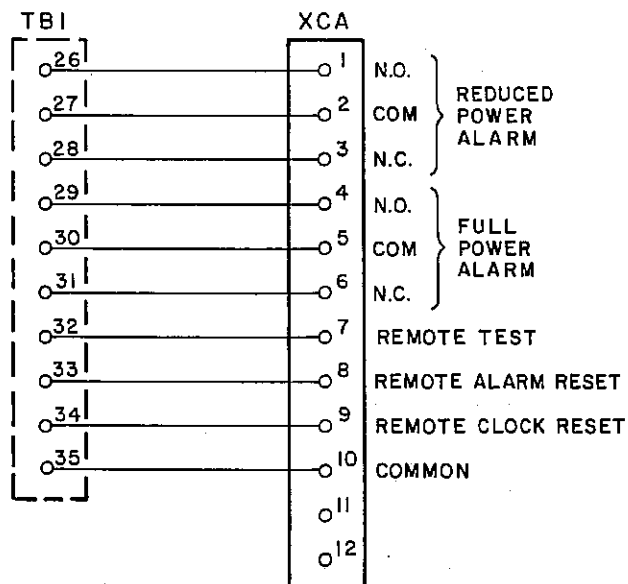 TB1 XCA
26 1 N.O.
27 2 COM
28 3 N.C.
REDUCED
POWER
ALARM
29 4 N.O.
30 5 COM
31 6 N.C.
FULL
POWER
ALARM
32 7 REMOTE TEST
33 8 REMOTE ALARM RESET
34 9 REMOTE CLOCK RESET
35 10 COMMON
11
12